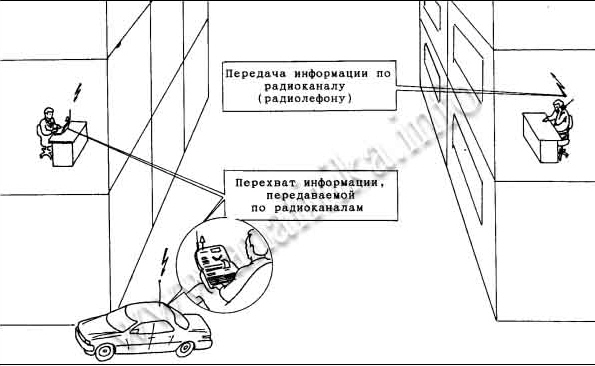 Передача информации по
радиоканалу
(радиолефону)
Перехват информации,
передаваемой
по радиоканалам